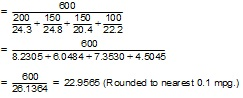 = 600
200/24.3 + 150/24.8 + 150/20.4 + 100/22.2
= 600
8.2305 + 6.0484 + 7.3530 + 4.5045
= 600/26.1364 = 22.9565 (Rounded to nearest 0.1 mpg.)